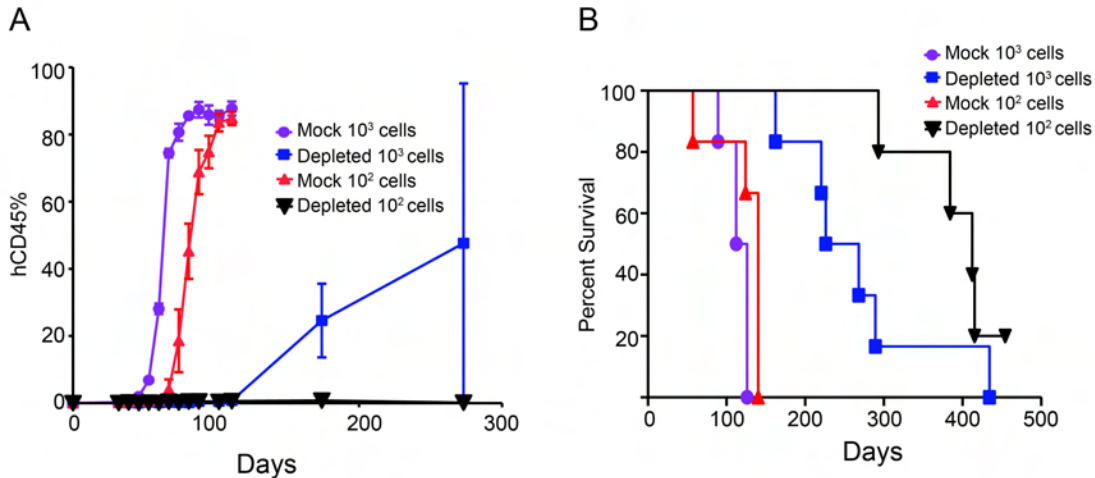 A
100
80
60
40
20
0
hCD45%
0
100
200
300
Days
Mock 10³ cells
Depleted 10³ cells
Mock 10² cells
Depleted 10² cells
B
Mock 10³ cells
Depleted 10³ cells
Mock 10² cells
Depleted 10² cells
100
80
60
40
20
Percent Survival
0
100
200
300
400
500
Days